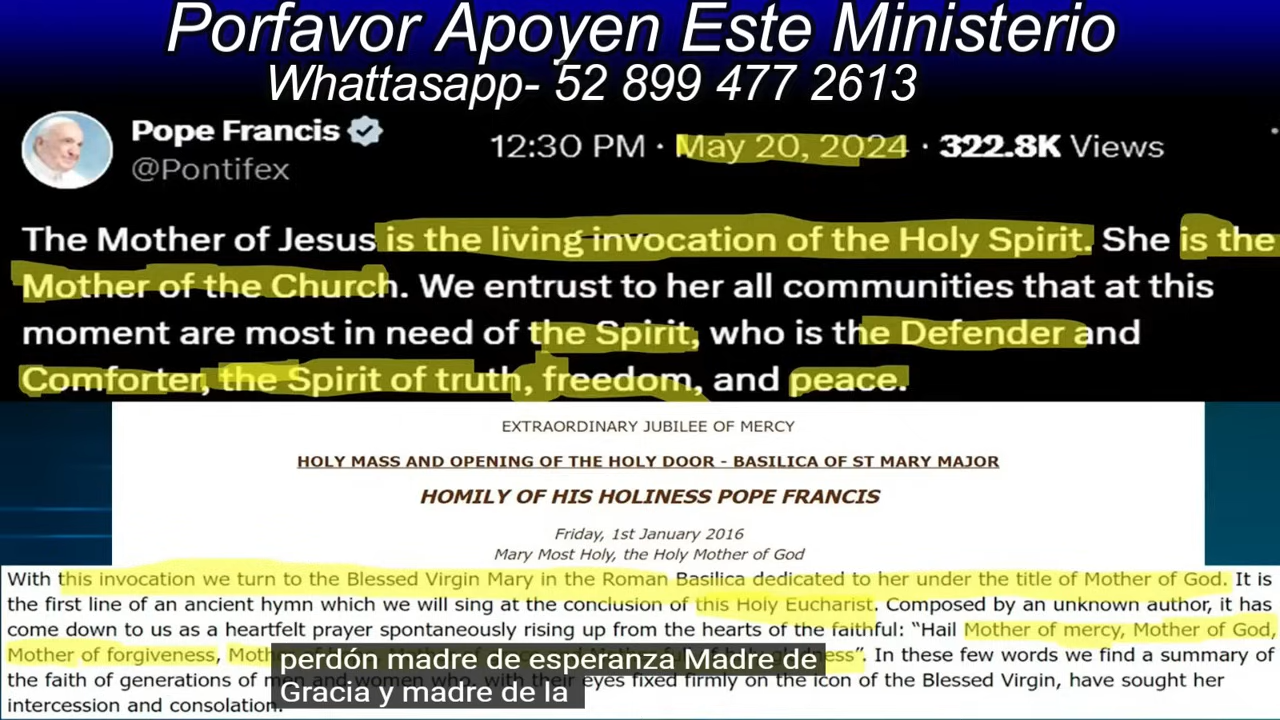 Porfavor Apoyen Este Ministerio
Whattasapp- 52 899 477 2613
Pope Francis
@Pontifex
12:30 PM · May 20, 2024 · 322.8K Views
The Mother of Jesus is the living invocation of the Holy Spirit. She is the
Mother of the Church. We entrust to her all communities that at this
moment are most in need of the Spirit, who is the Defender and
Comforter, the Spirit of truth, freedom, and peace.
EXTRAORDINARY JUBILEE OF MERCY
HOLY MASS AND OPENING OF THE HOLY DOOR - BASILICA OF ST MARY MAJOR
HOMILY OF HIS HOLINESS POPE FRANCIS
Friday, 1st January 2016
Mary Most Holy, the Holy Mother of God
With this invocation we turn to the Blessed Virgin Mary in the Roman Basilica dedicated to her under the title of Mother of God. It is
the first line of an ancient hymn which we will sing at the conclusion of this Holy Eucharist. Composed by an unknown author, it has
come down to us as a heartfelt prayer spontaneously rising up from the hearts of the faithful: “Hail Mother of mercy, Mother of God,
Mother of forgiveness, ”. In these few words we find a summary of
the faith of generations of eyes fixed firmly on the icon of the Blessed Virgin, have sought her
intercession and consolation.
perdón madre de esperanza Madre de
Gracia y madre de la